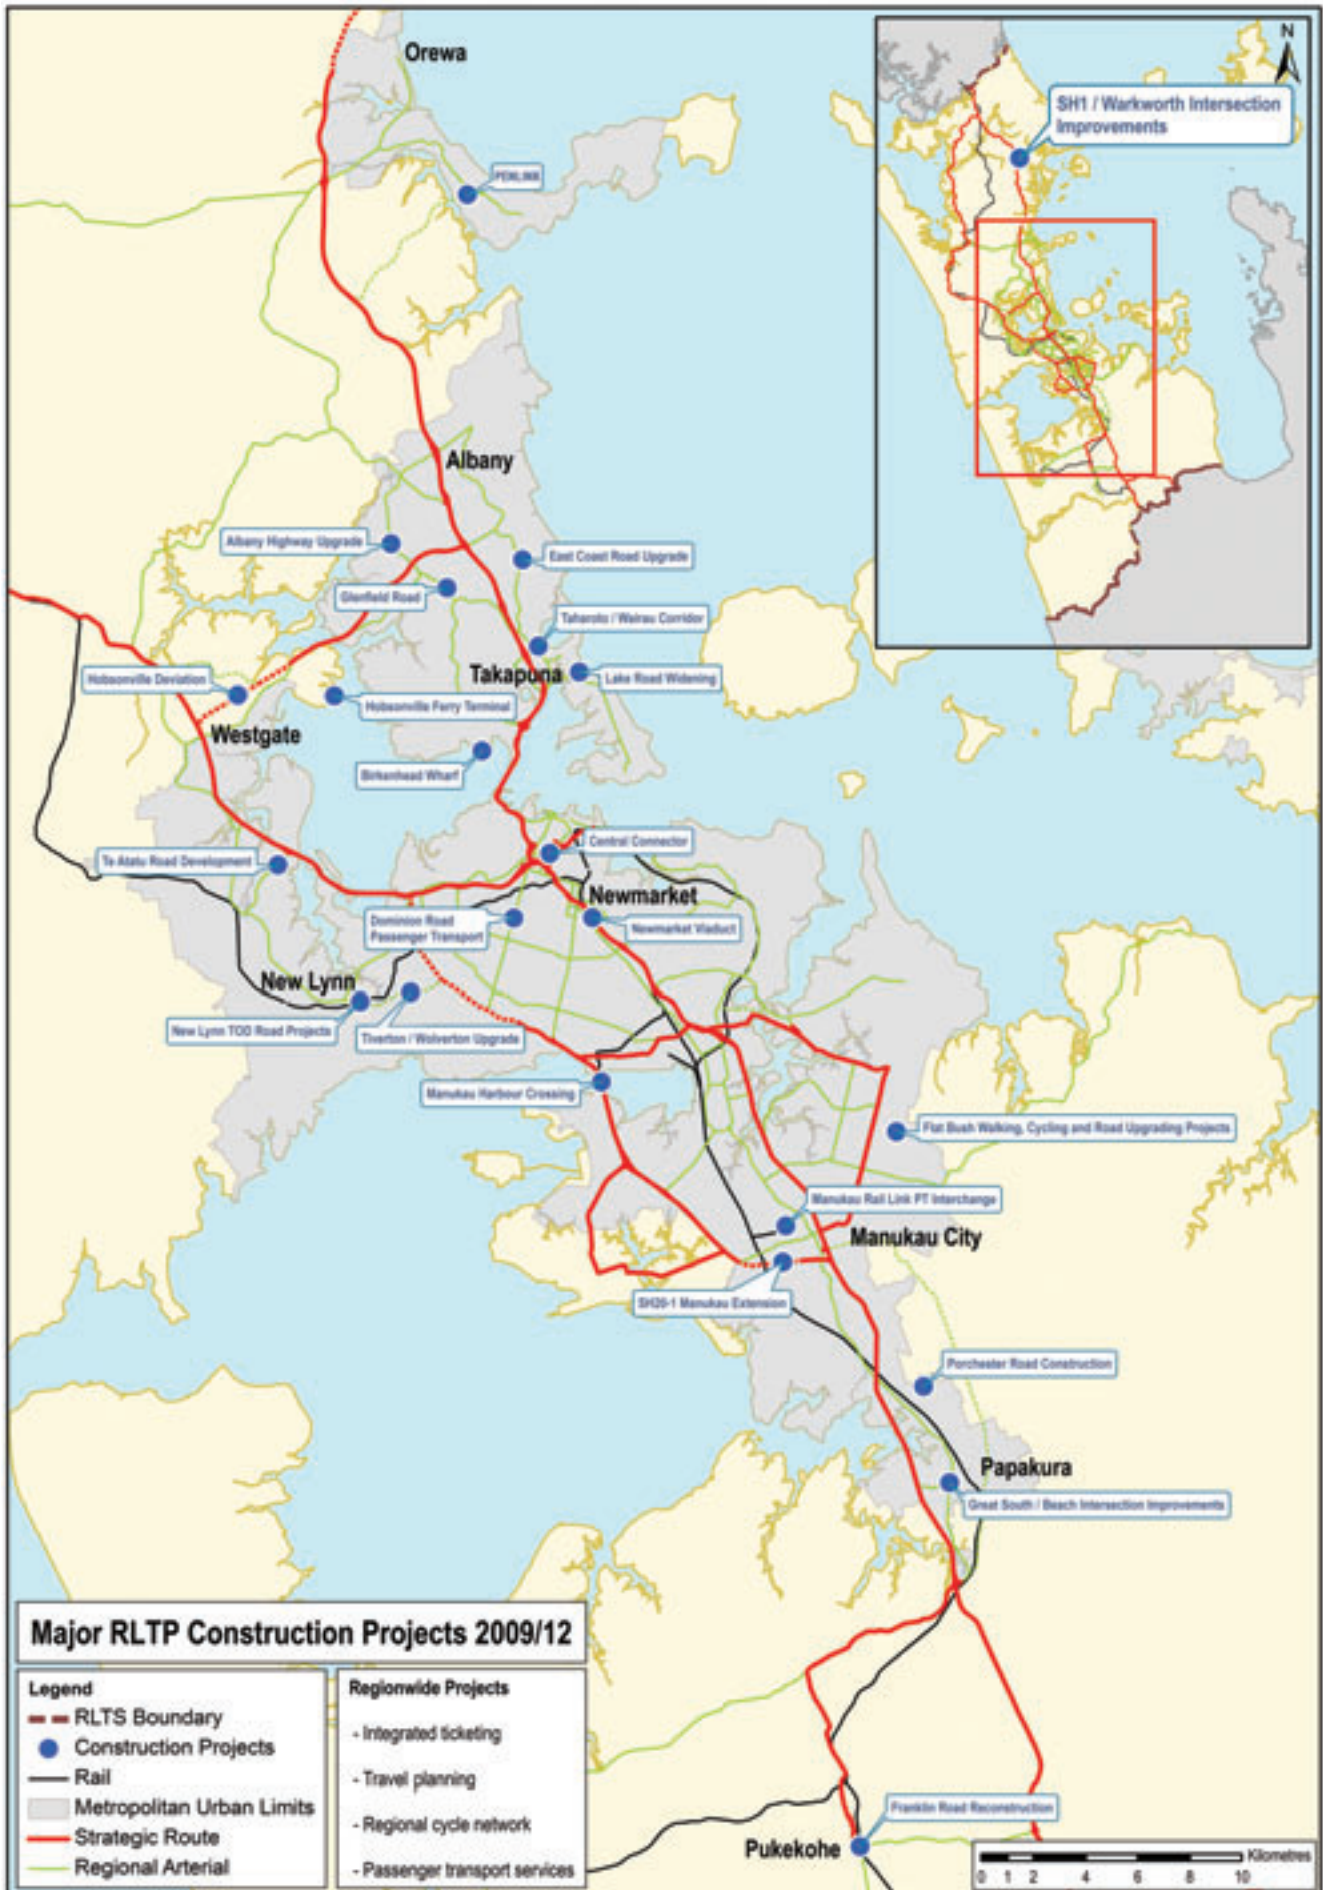 Orewa
N
SH1 / Warkworth Intersection
Improvements
PENLINK
Albany
Albany Highway Upgrade
East Coast Road Upgrade
Glenfield Road
Taharoto / Wairau Corridor
Takapuna
Lake Road Widening
Hobsonville Deviation
Hobsonville Ferry Terminal
Westgate
Birkenhead Wharf
Central Connector
Te Atatu Road Development
Newmarket
Dominion Road
Passenger Transport
Newmarket Viaduct
New Lynn
New Lynn TOD Road Projects
Tiverton / Wolverton Upgrade
Manukau Harbour Crossing
Flat Bush Walking, Cycling and Road Upgrading Projects
Manukau Rail Link PT Interchange
Manukau City
SH20-1 Manukau Extension
Porchester Road Construction
Papakura
Great South / Beach Intersection Improvements
Major RLTP Construction Projects 2009/12
Legend
RLTS Boundary
Construction Projects
Rail
Metropolitan Urban Limits
Strategic Route
Regional Arterial
Regionwide Projects
- Integrated ticketing
- Travel planning
- Regional cycle network
- Passenger transport services
Franklin Road Reconstruction
Pukekohe
Kilometres
0 1 2 4 6 8 10